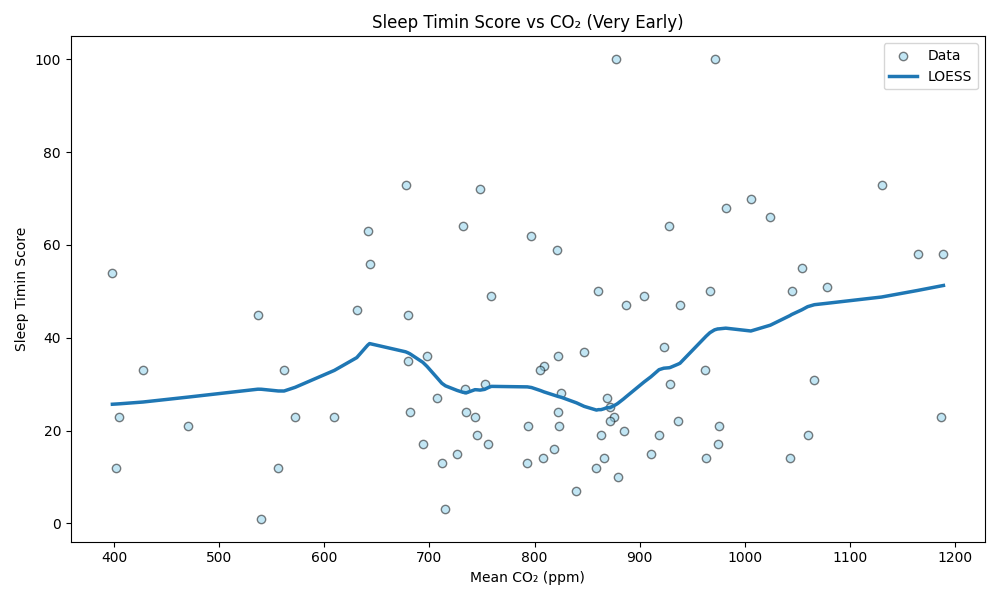 Sleep Timin Score vs CO₂ (Very Early)
Data
LOESS
Sleep Timin Score
100
80
60
40
20
0
400 500 600 700 800 900 1000 1100 1200
Mean CO₂ (ppm)